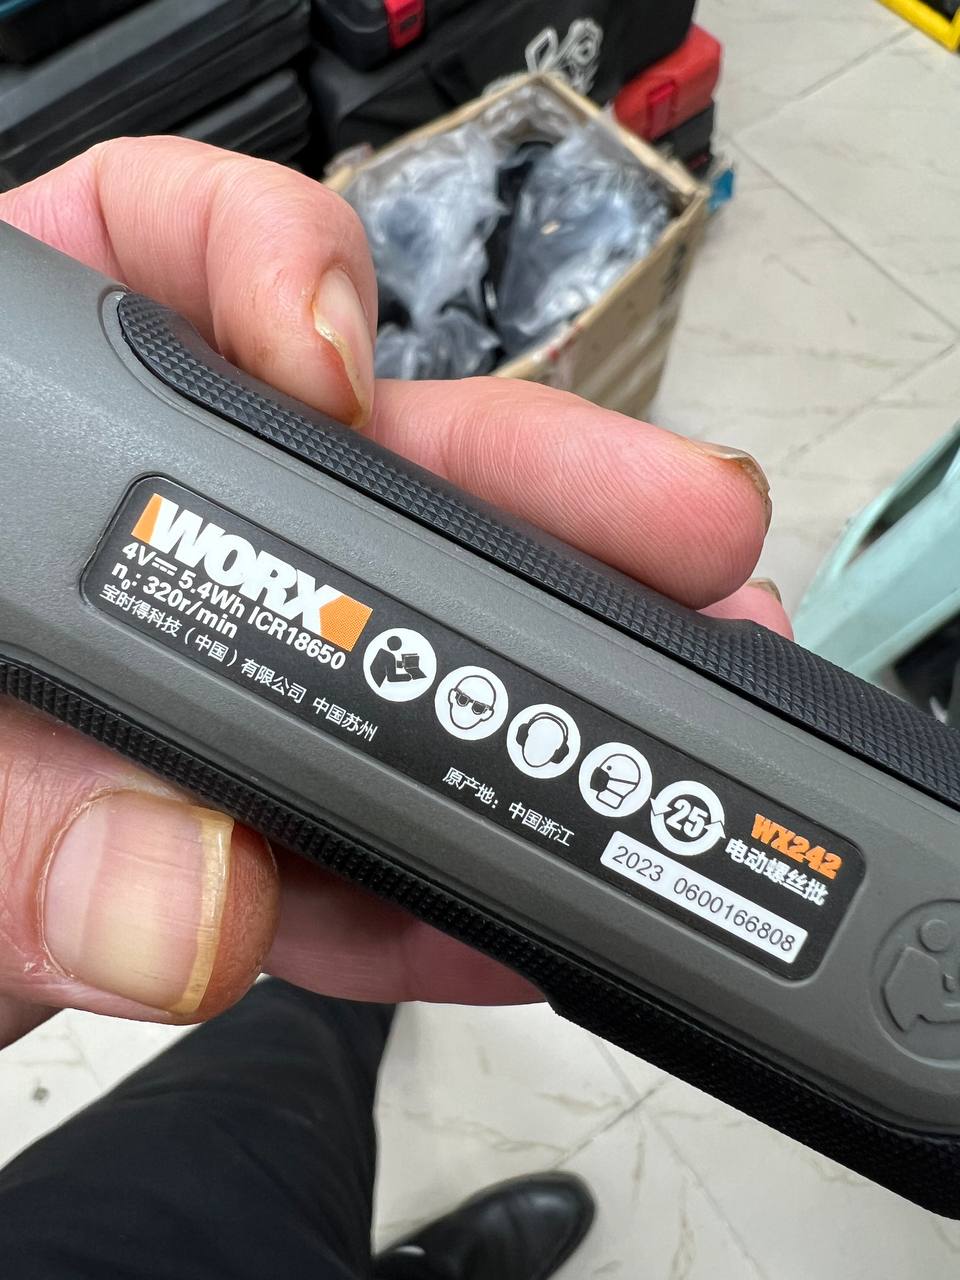 WORX
4V⎓ 5.4Wh ICR18650
n₀: 320r/min
宝时得科技（中国）有限公司 中国苏州
原产地：中国浙江
25
WX242
电动螺丝批
2023 0600166808